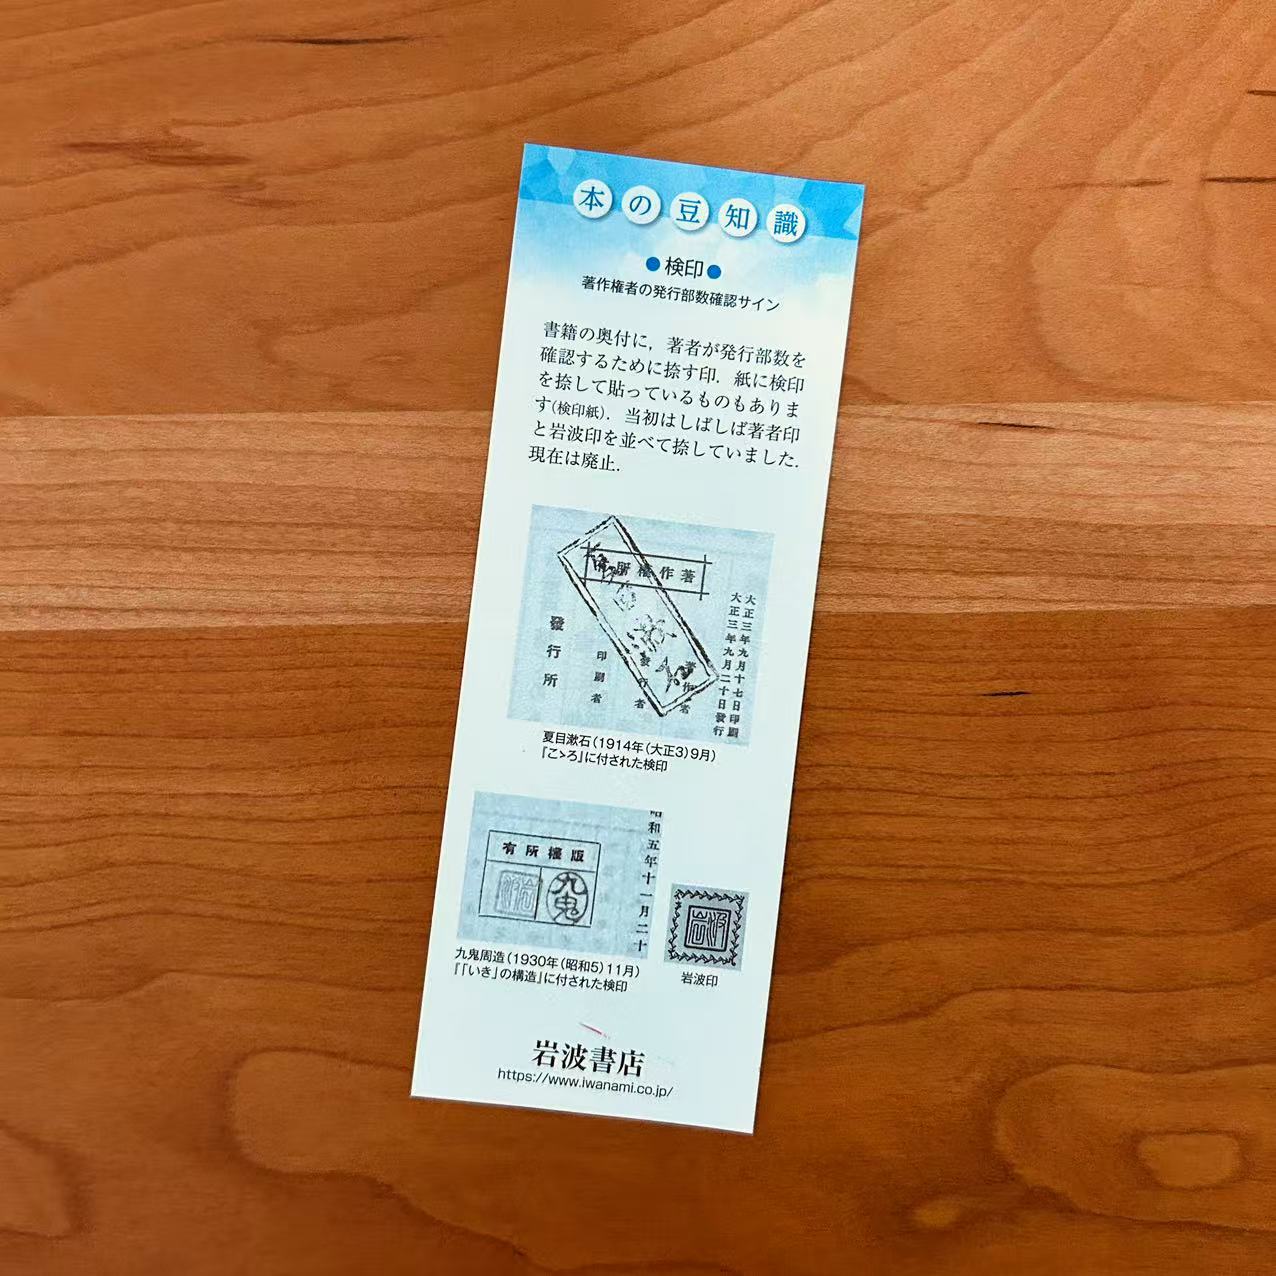 本の豆知識
●検印●
著作権者の発行部数確認サイン
書籍の奥付に，著者が発行部数を
確認するために捺す印．紙に検印
を捺して貼っているものもありま
す(検印紙)．当初はしばしば著者印
と岩波印を並べて捺していました．
現在は廃止．
大正三年九月十七日印刷
大正三年九月二十日發行
著作者
發行者
印刷者
發行所
夏目漱石(1914年(大正3)9月)
『こゝろ』に付された検印
昭和五年十一月二十
有所權版
九鬼
九鬼周造(1930年(昭和5)11月)
『「いき」の構造』に付された検印
岩波
岩波印
岩波書店
https://www.iwanami.co.jp/